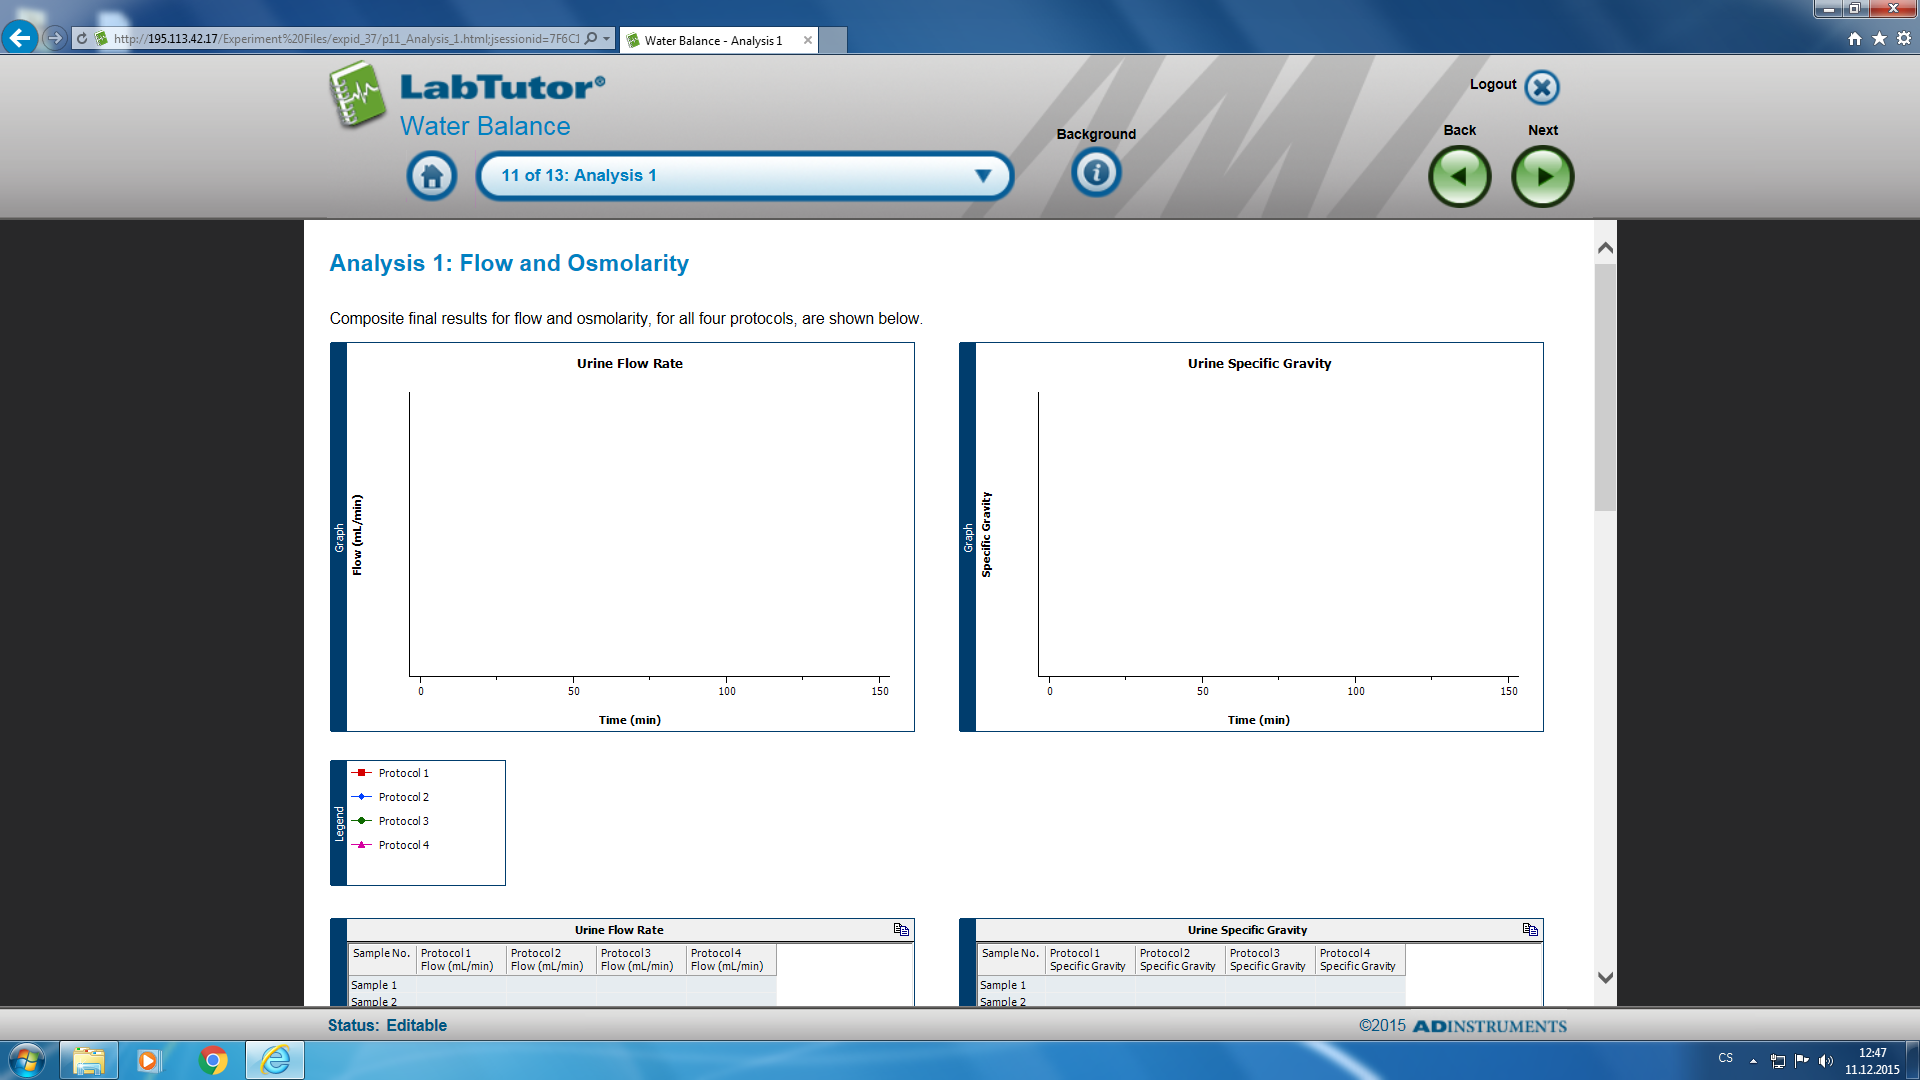 http://195.113.42.17/Experiment%20Files/expid_37/p11_Analysis_1.html;jsessionid=7F6C1
Water Balance - Analysis 1
LabTutor®
Water Balance
Logout
Background
Back
Next
11 of 13: Analysis 1
Analysis 1: Flow and Osmolarity
Composite final results for flow and osmolarity, for all four protocols, are shown below.
Graph
Urine Flow Rate
Flow (mL/min)
0 50 100 150
Time (min)
Graph
Urine Specific Gravity
Specific Gravity
0 50 100 150
Time (min)
Legend
Protocol 1
Protocol 2
Protocol 3
Protocol 4
Urine Flow Rate
Sample No. Protocol 1 Protocol 2 Protocol 3 Protocol 4
Flow (mL/min) Flow (mL/min) Flow (mL/min) Flow (mL/min)
Sample 1
Sample 2
Urine Specific Gravity
Sample No. Protocol 1 Protocol 2 Protocol 3 Protocol 4
Specific Gravity Specific Gravity Specific Gravity Specific Gravity
Sample 1
Sample 2
Status: Editable
©2015 ADINSTRUMENTS
CS
12:47
11.12.2015